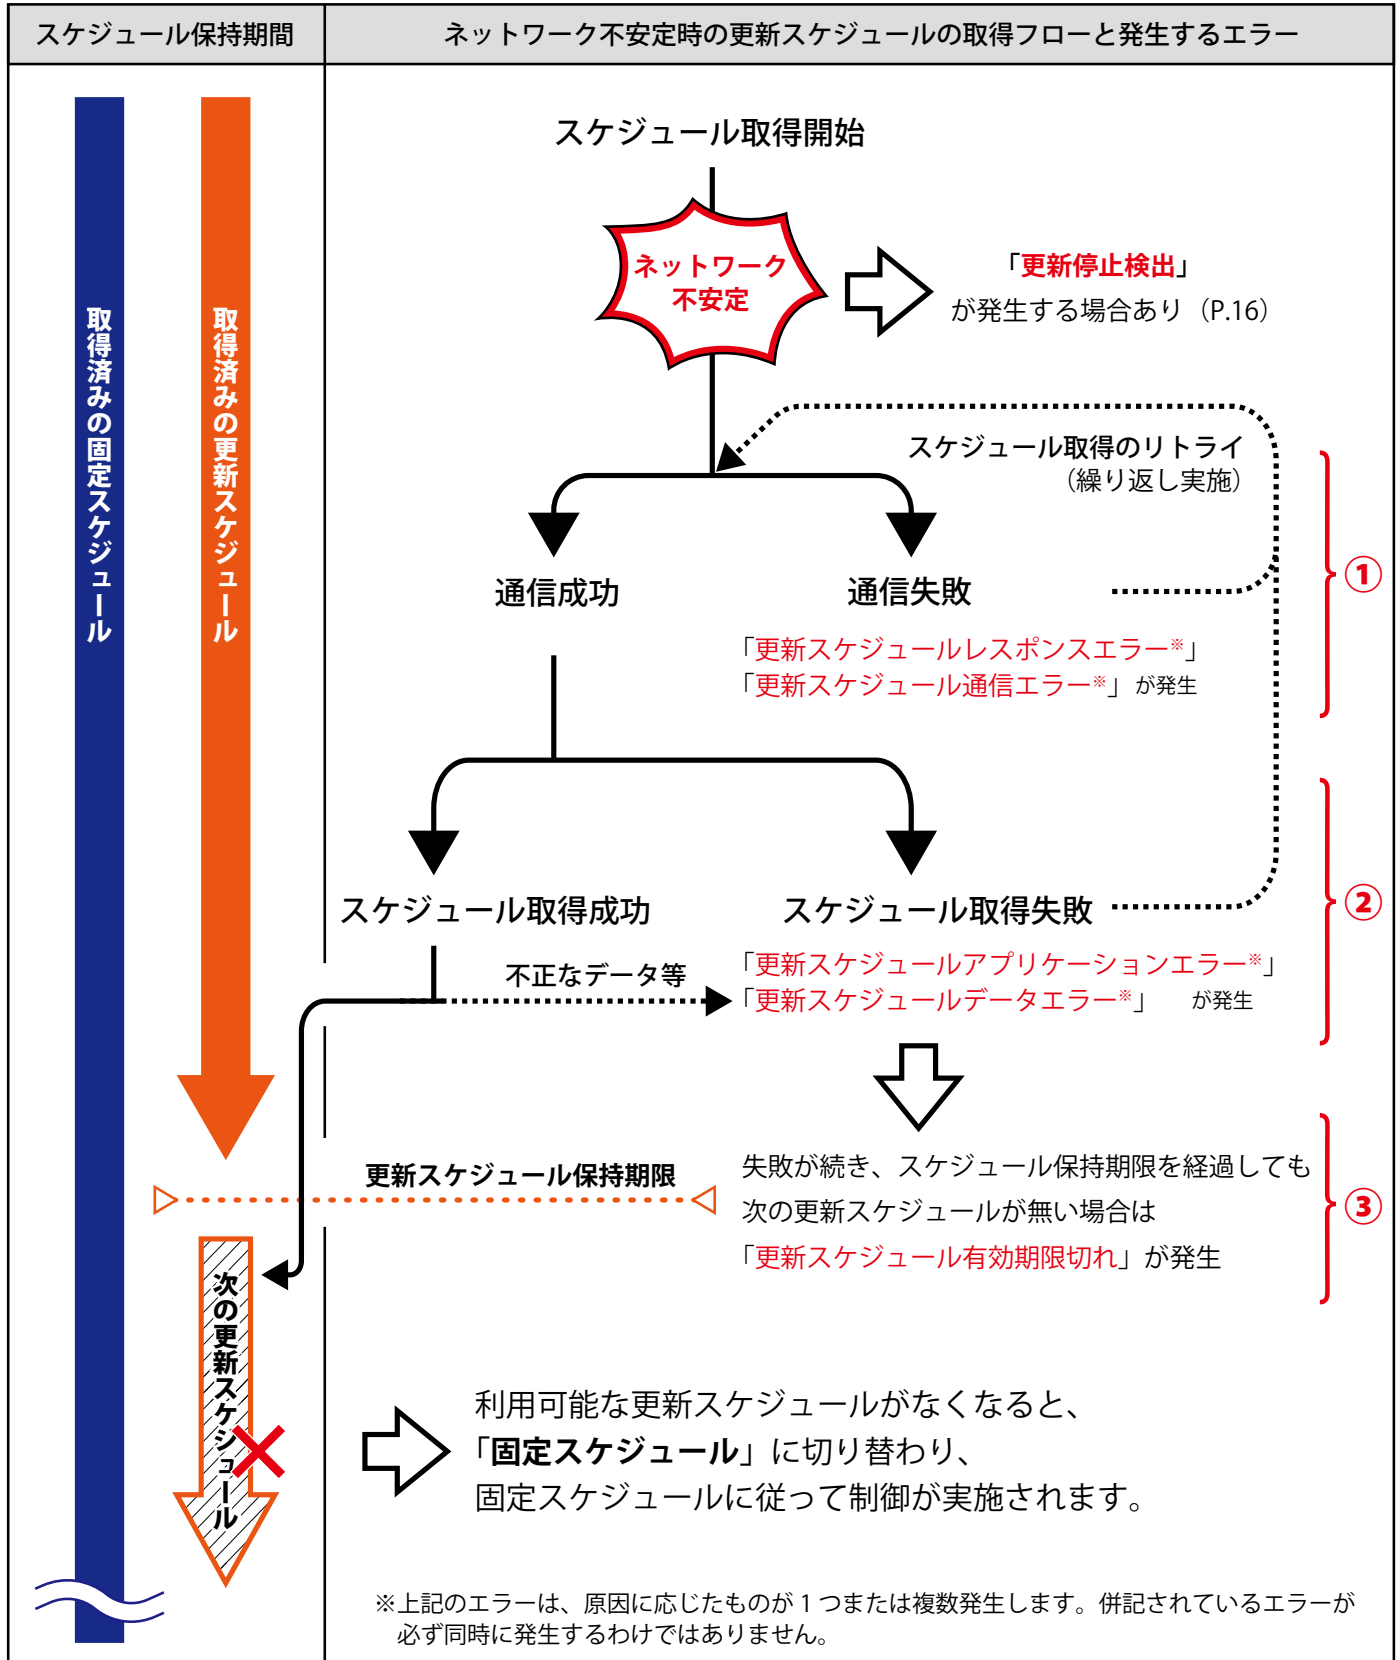 スケジュール保持期間
ネットワーク不安定時の更新スケジュールの取得フローと発生するエラー
取得済みの固定スケジュール
取得済みの更新スケジュール
スケジュール取得開始
ネットワーク
不安定
「更新停止検出」
が発生する場合あり（P.16）
スケジュール取得のリトライ
（繰り返し実施）
①
通信成功
通信失敗
「更新スケジュールレスポンスエラー※」
「更新スケジュール通信エラー※」が発生
②
スケジュール取得成功
スケジュール取得失敗
不正なデータ等
「更新スケジュールアプリケーションエラー※」
「更新スケジュールデータエラー※」 が発生
更新スケジュール保持期限
失敗が続き、スケジュール保持期限を経過しても
次の更新スケジュールが無い場合は
「更新スケジュール有効期限切れ」が発生
③
次の更新スケジュール
利用可能な更新スケジュールがなくなると、
「固定スケジュール」に切り替わり、
固定スケジュールに従って制御が実施されます。
※上記のエラーは、原因に応じたものが 1 つまたは複数発生します。併記されているエラーが
必ず同時に発生するわけではありません。